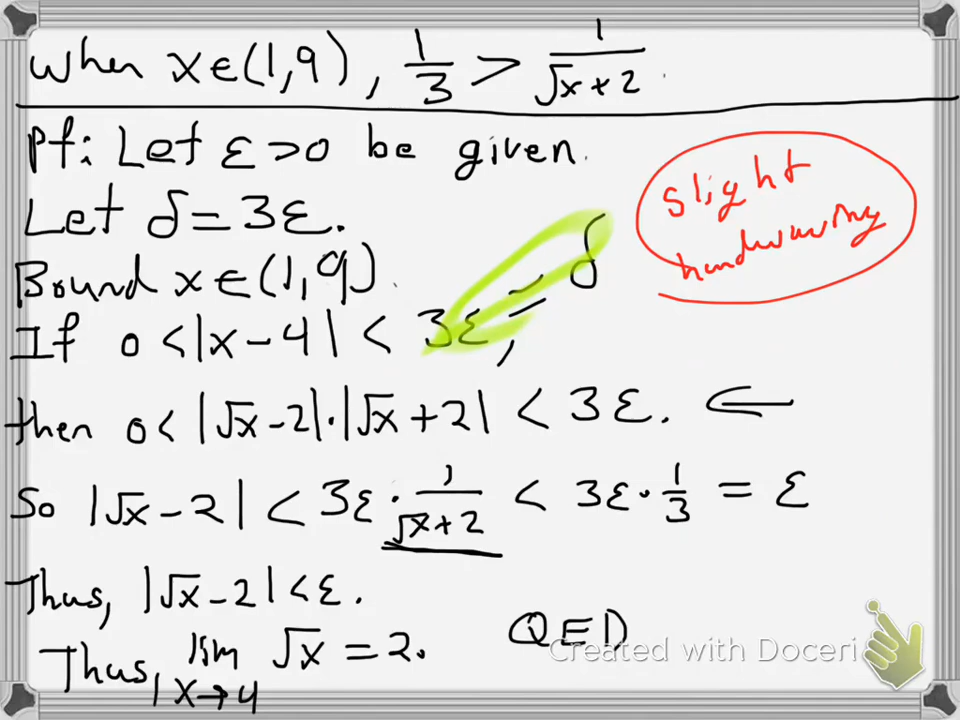 when x∈(1,9), 1/3 > 1/(√x+2)
Pf: Let ε>0 be given.
Let δ=3ε.
Bound x∈(1,9).
If 0<|x-4| < 3ε, = δ
then 0<|√x-2|·|√x+2| < 3ε. ⇐
So |√x-2| < 3ε·1/(√x+2) < 3ε·1/3 = ε
Thus, |√x-2|<ε.
Thus, lim x→4 √x = 2. QED
Slight
handwaving
Created with Doceri